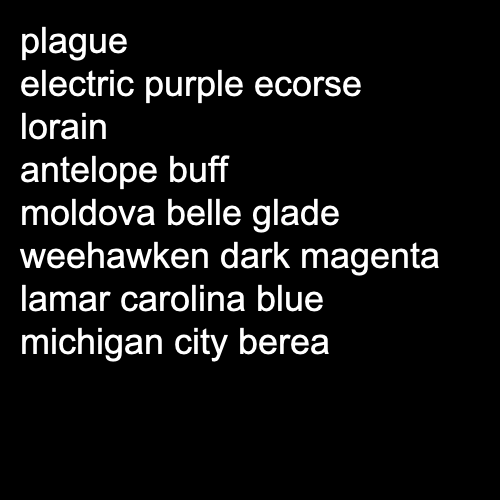 plague
electric purple ecorse
lorain
antelope buff
moldova belle glade
weehawken dark magenta
lamar carolina blue
michigan city berea